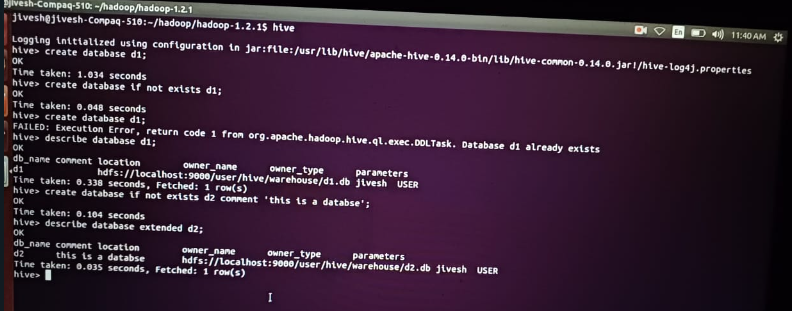 jivesh-Compaq-510: ~/hadoop/hadoop-1.2.1
En 11:40 AM
jivesh@jivesh-Compaq-510:~/hadoop/hadoop-1.2.1$ hive
Logging initialized using configuration in jar:file:/usr/lib/hive/apache-hive-0.14.0-bin/lib/hive-common-0.14.0.jar!/hive-log4j.properties
hive> create database d1;
OK
Time taken: 1.034 seconds
hive> create database if not exists d1;
OK
Time taken: 0.048 seconds
hive> create database d1;
FAILED: Execution Error, return code 1 from org.apache.hadoop.hive.ql.exec.DDLTask. Database d1 already exists
hive> describe database d1;
OK
db_name comment location owner_name owner_type parameters
d1 hdfs://localhost:9000/user/hive/warehouse/d1.db jivesh USER
Time taken: 0.338 seconds, Fetched: 1 row(s)
hive> create database if not exists d2 comment 'this is a databse';
OK
Time taken: 0.104 seconds
hive> describe database extended d2;
OK
db_name comment location owner_name owner_type parameters
d2 this is a databse hdfs://localhost:9000/user/hive/warehouse/d2.db jivesh USER
Time taken: 0.035 seconds, Fetched: 1 row(s)
hive>